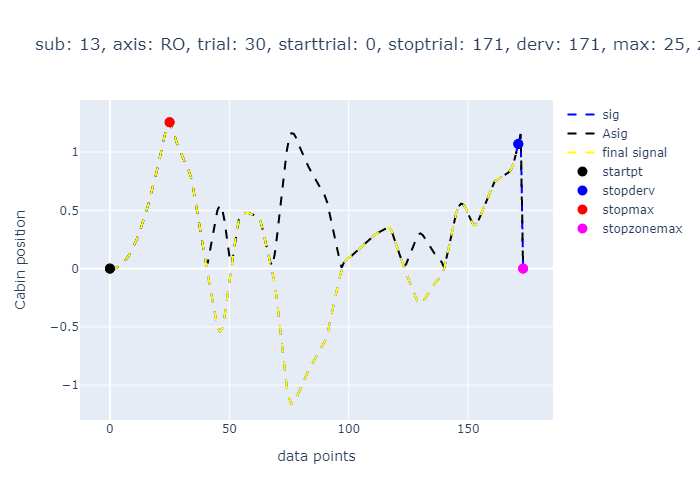 sub: 13, axis: RO, trial: 30, starttrial: 0, stoptrial: 171, derv: 171, max: 25,
sig
Asig
final signal
startpt
stopderv
stopmax
stopzonemax
Cabin position
1
0.5
0
−0.5
−1
0
50
100
150
data points